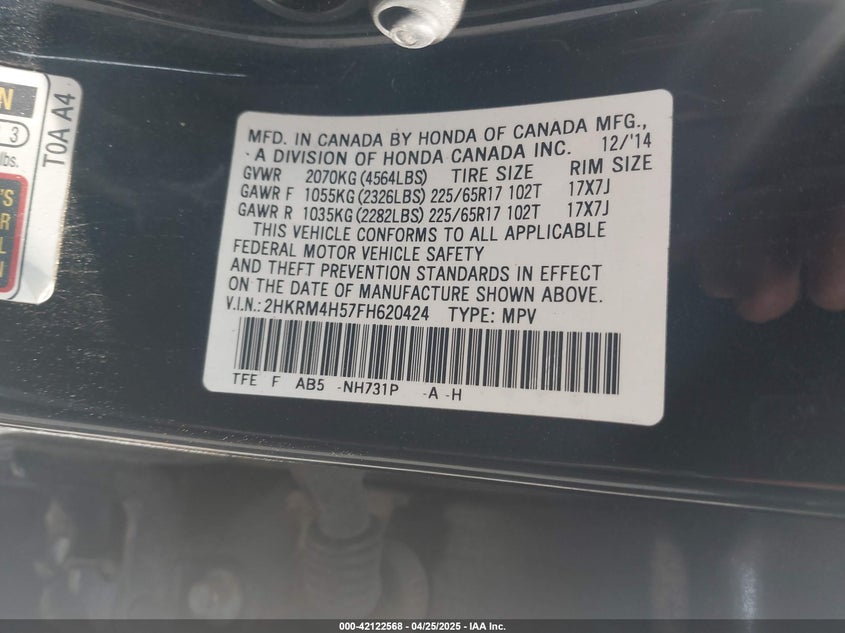 N
3
lbs.
'S
R
L
N
T0A A4
MFD. IN CANADA BY HONDA OF CANADA MFG.,
A DIVISION OF HONDA CANADA INC. 12/'14
GVWR 2070KG(4564LBS) TIRE SIZE RIM SIZE
GAWR F 1055KG(2326LBS) 225/65R17 102T 17X7J
GAWR R 1035KG(2282LBS) 225/65R17 102T 17X7J
THIS VEHICLE CONFORMS TO ALL APPLICABLE
FEDERAL MOTOR VEHICLE SAFETY
AND THEFT PREVENTION STANDARDS IN EFFECT
ON THE DATE OF MANUFACTURE SHOWN ABOVE.
V.I.N.: 2HKRM4H57FH620424 TYPE: MPV
TFE F AB5 -NH731P -A -H
000-42122568 - 04/25/2025 - IAA Inc.